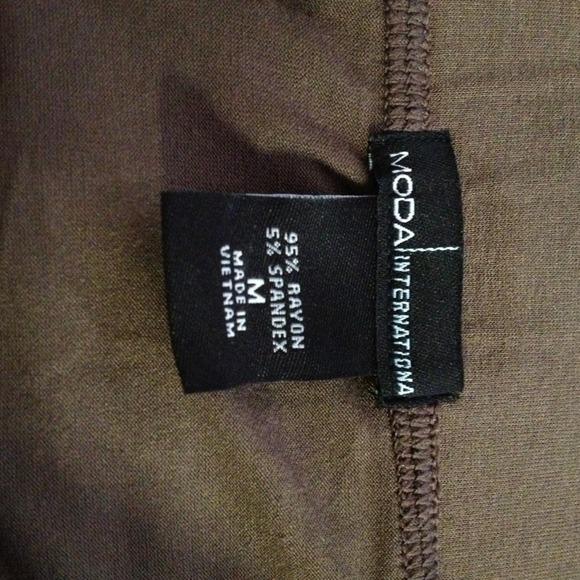 MODA INTERNATIONA
95% RAYON
5% SPANDEX
M
MADE IN
VIETNAM